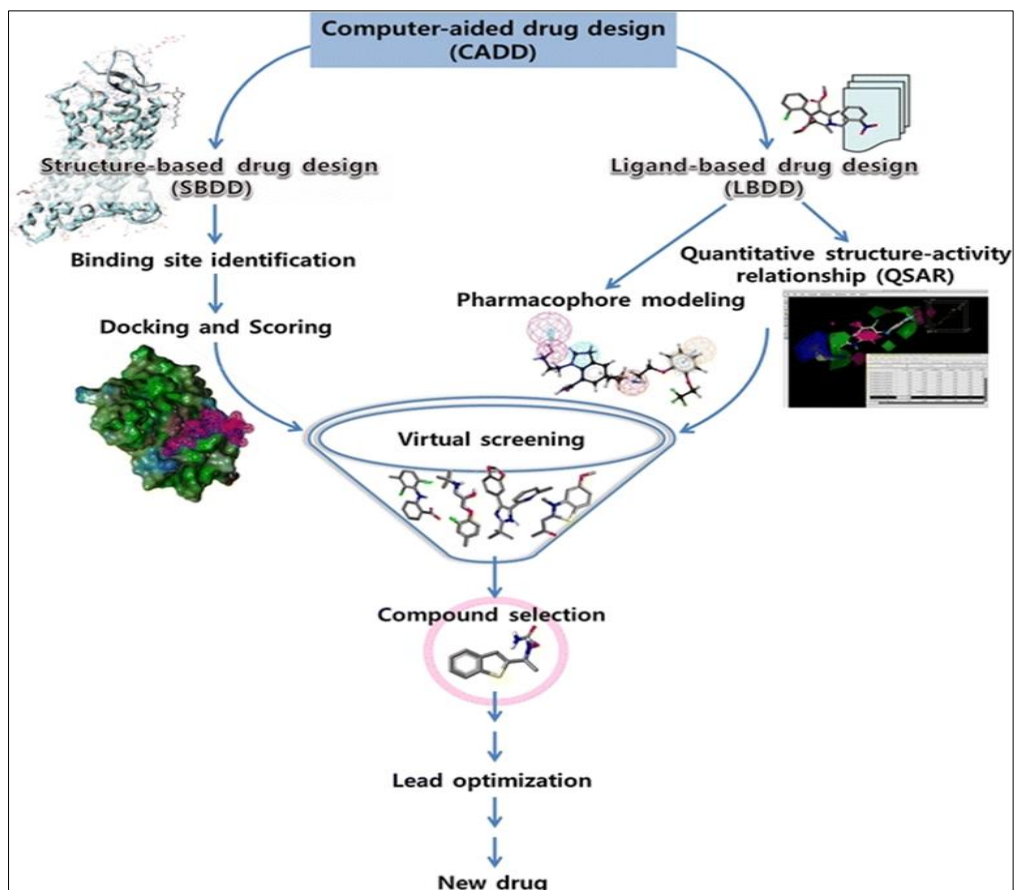 Computer-aided drug design
(CADD)
Structure-based drug design
(SBDD)
Ligand-based drug design
(LBDD)
Binding site identification
Quantitative structure-activity
relationship (QSAR)
Pharmacophore modeling
Docking and Scoring
Virtual screening
Compound selection
Lead optimization
New drug